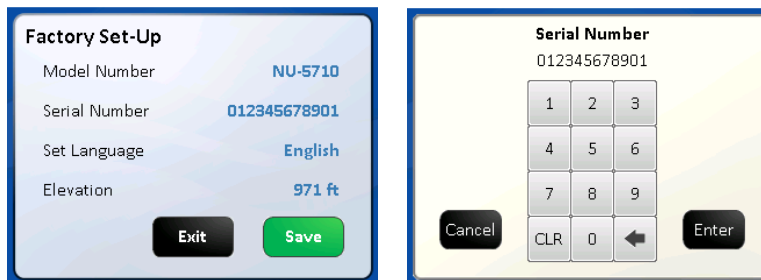 Factory Set-Up
Model Number NU-5710
Serial Number 012345678901
Set Language English
Elevation 971 ft
Exit Save
Serial Number
012345678901
1 2 3
4 5 6
7 8 9
Cancel CLR 0 Enter